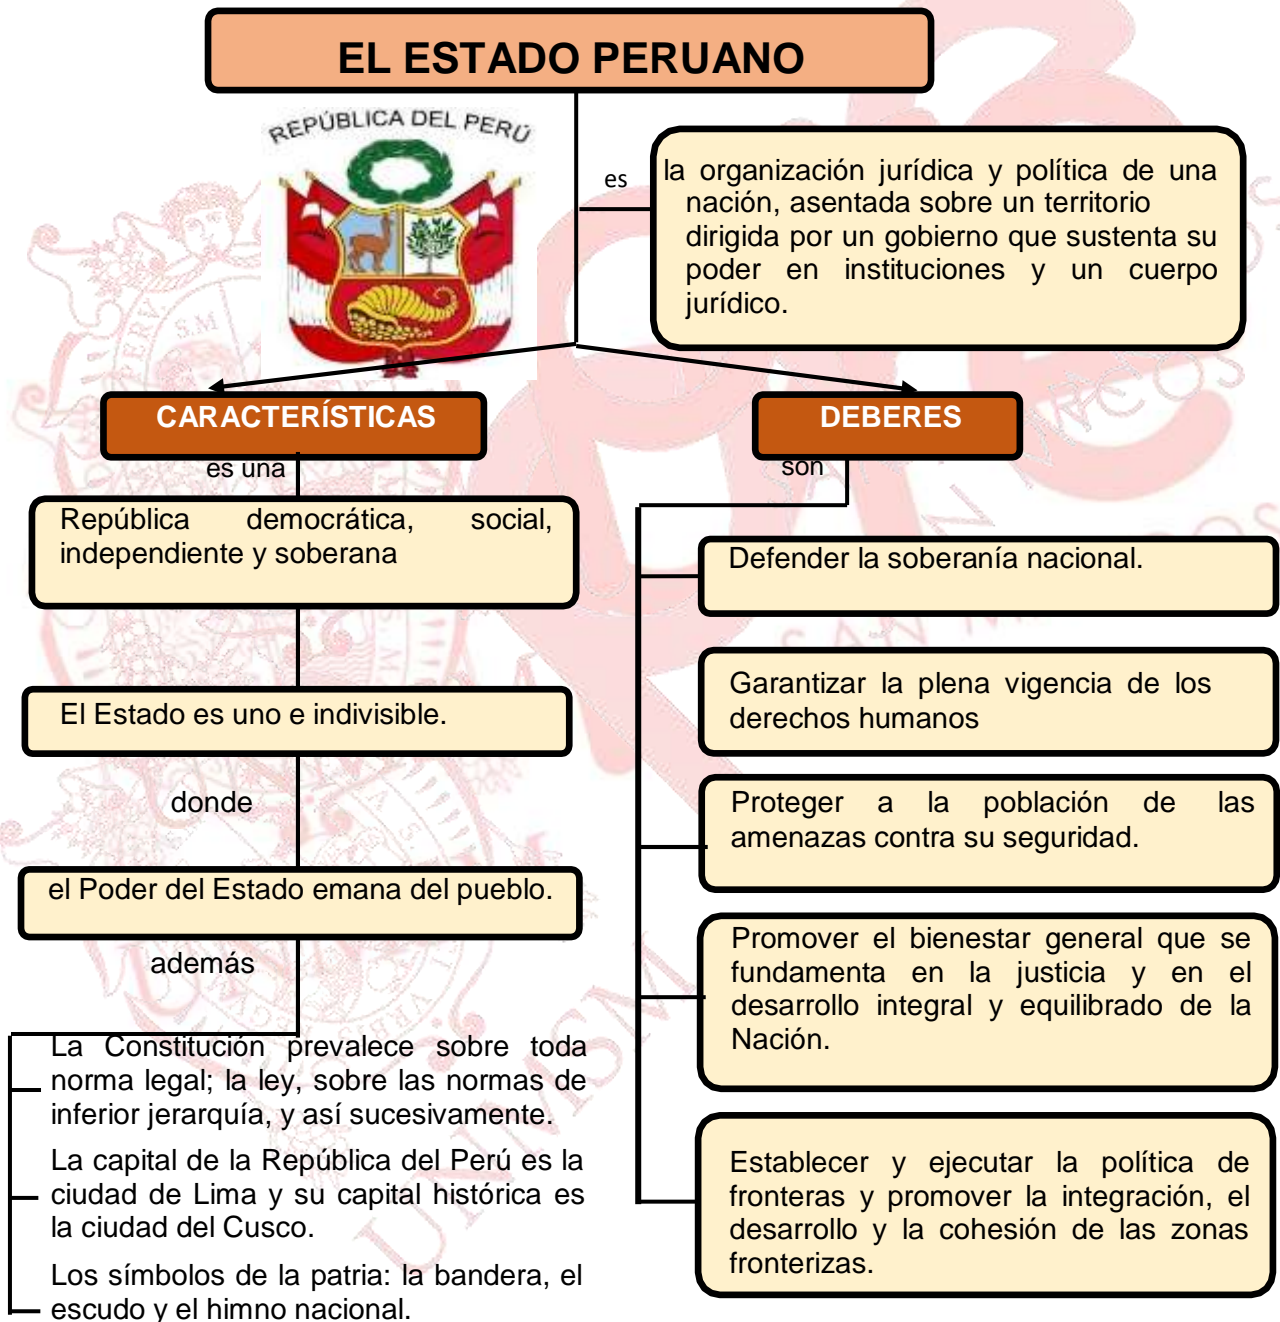 EL ESTADO PERUANO
REPÚBLICA DEL PERÚ
es
la organización jurídica y política de una
nación, asentada sobre un territorio
dirigida por un gobierno que sustenta su
poder en instituciones y un cuerpo
jurídico.
CARACTERÍSTICAS
es una
República democrática, social,
independiente y soberana
El Estado es uno e indivisible.
donde
el Poder del Estado emana del pueblo.
además
La Constitución prevalece sobre toda
norma legal; la ley, sobre las normas de
inferior jerarquía, y así sucesivamente.
La capital de la República del Perú es la
ciudad de Lima y su capital histórica es
la ciudad del Cusco.
Los símbolos de la patria: la bandera, el
escudo y el himno nacional.
DEBERES
son
Defender la soberanía nacional.
Garantizar la plena vigencia de los
derechos humanos
Proteger a la población de las
amenazas contra su seguridad.
Promover el bienestar general que se
fundamenta en la justicia y en el
desarrollo integral y equilibrado de la
Nación.
Establecer y ejecutar la política de
fronteras y promover la integración, el
desarrollo y la cohesión de las zonas
fronterizas.
UNMSM